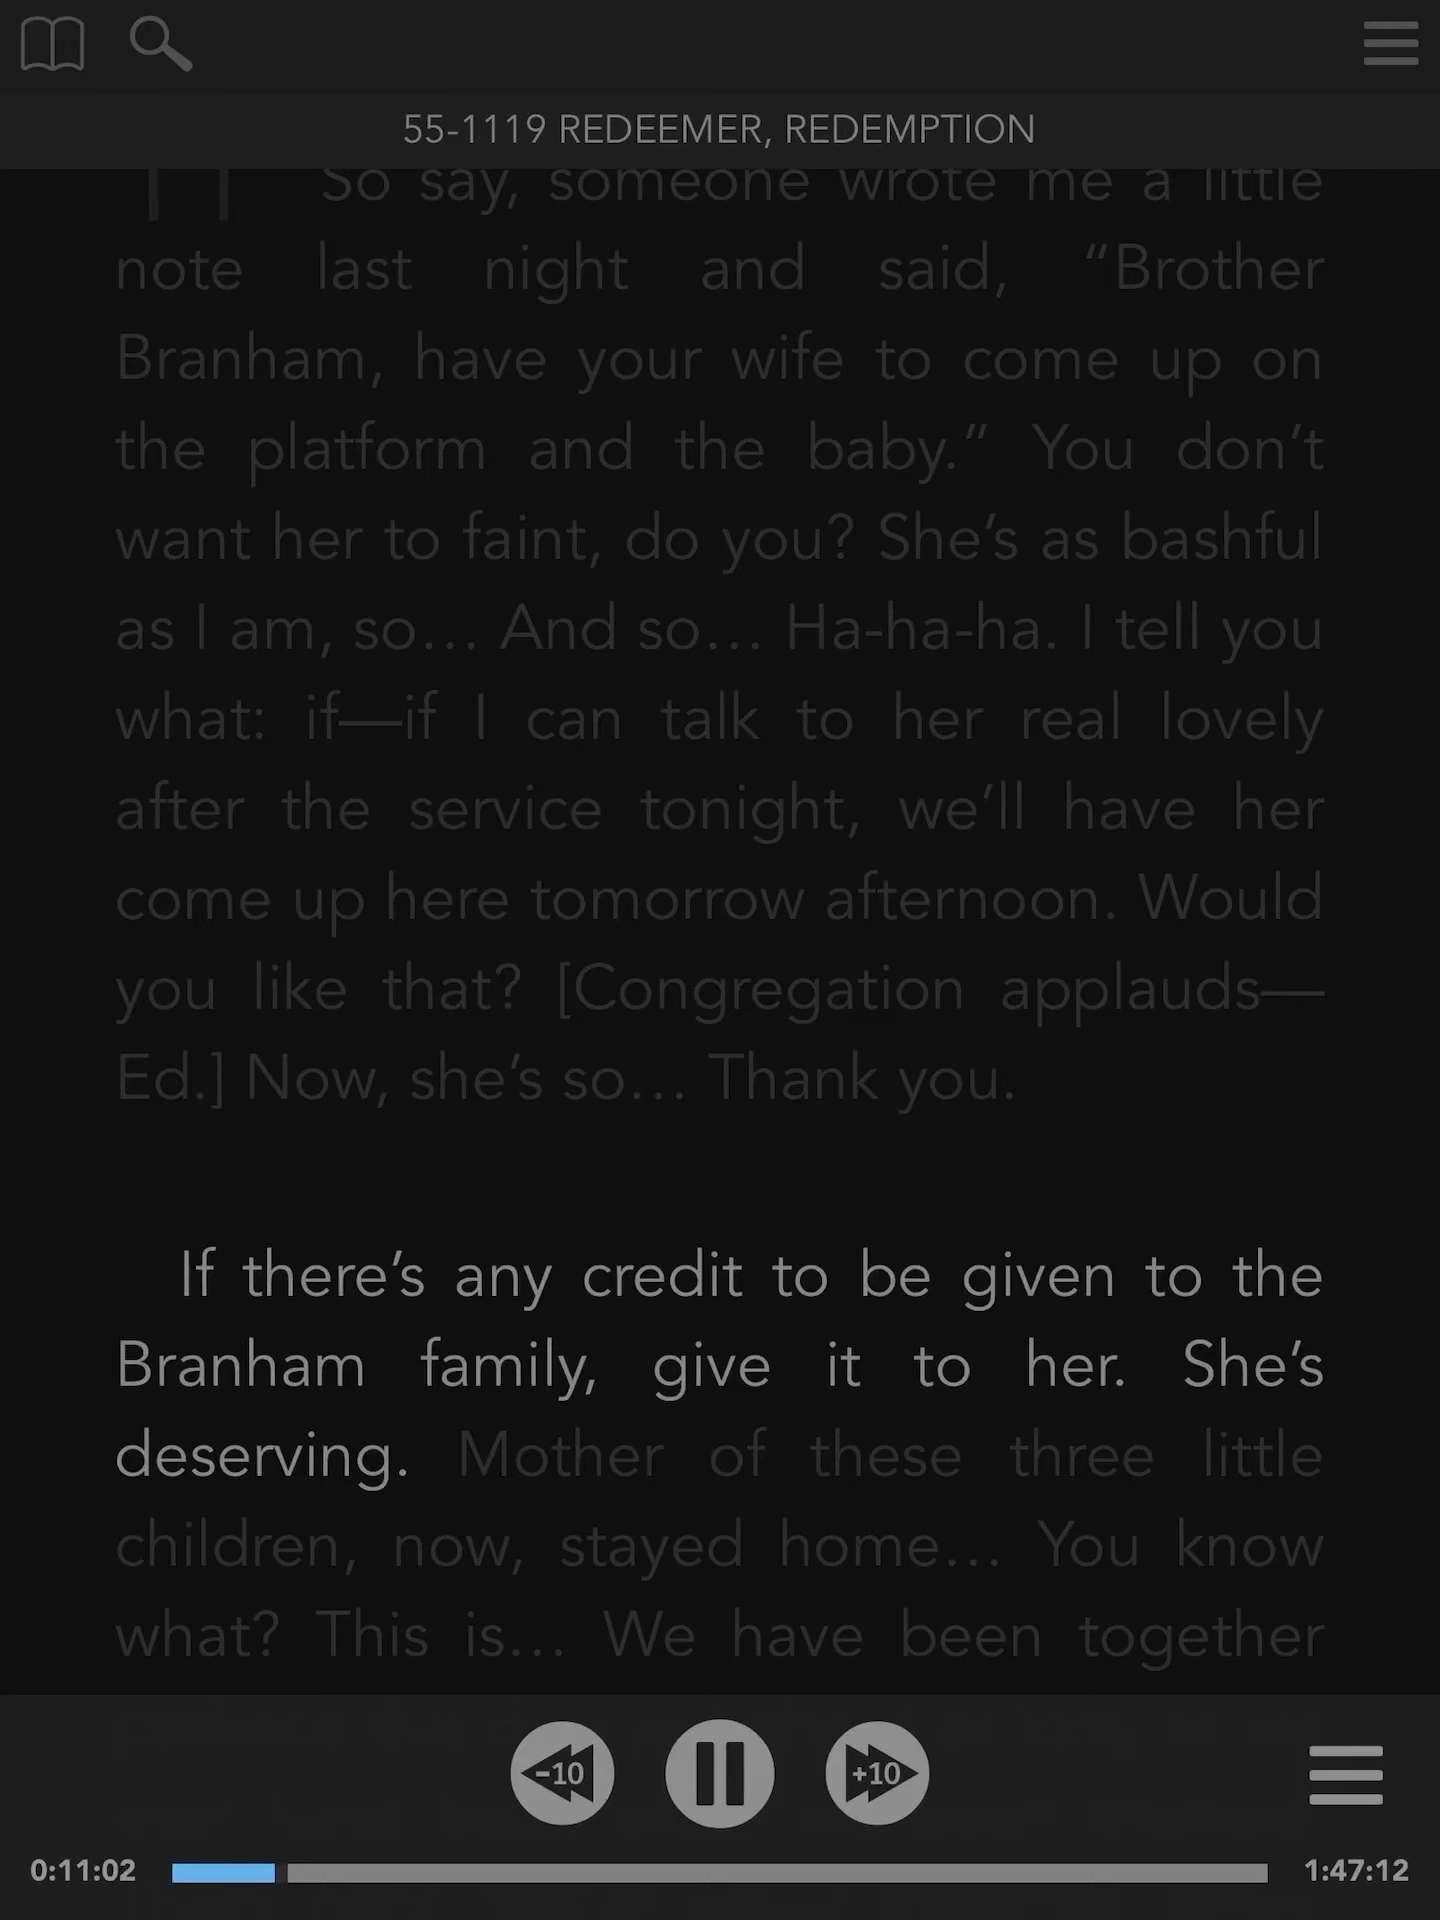 55-1119 REDEEMER, REDEMPTION
So say, someone wrote me a little
note last night and said, “Brother
Branham, have your wife to come up on
the platform and the baby.” You don’t
want her to faint, do you? She’s as bashful
as I am, so… And so… Ha-ha-ha. I tell you
what: if—if I can talk to her real lovely
after the service tonight, we’ll have her
come up here tomorrow afternoon. Would
you like that? [Congregation applauds—
Ed.] Now, she’s so… Thank you.
If there’s any credit to be given to the
Branham family, give it to her. She’s
deserving. Mother of these three little
children, now, stayed home… You know
what? This is… We have been together
-10
+10
0:11:02
1:47:12